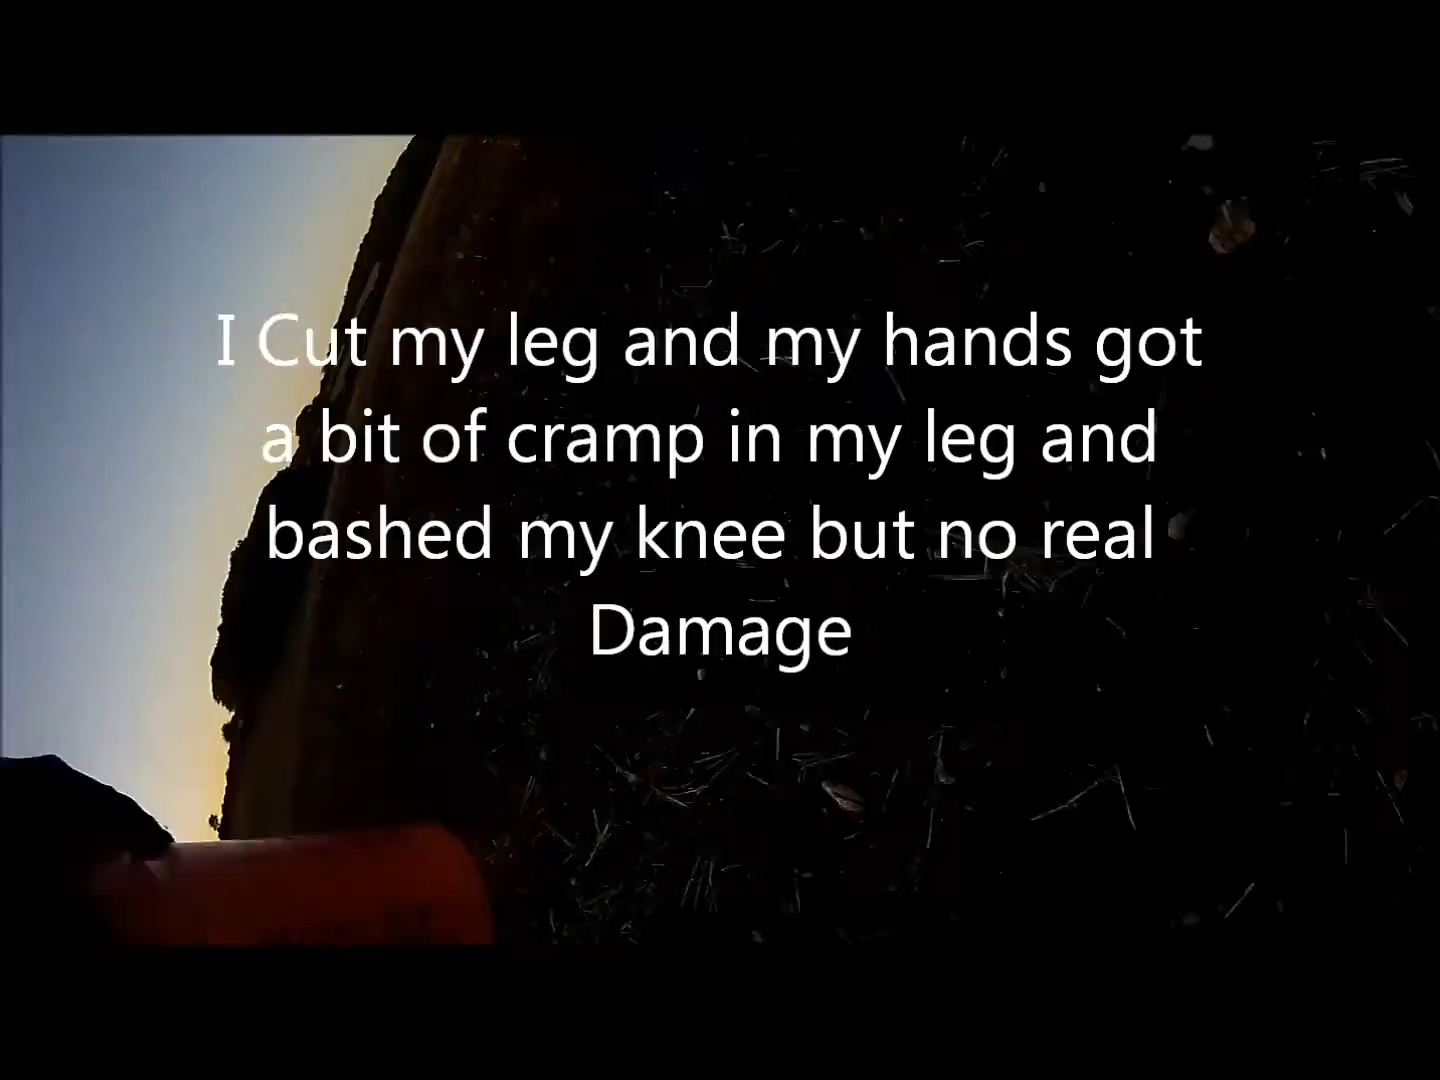 I Cut my leg and my hands got
a bit of cramp in my leg and
bashed my knee but no real
Damage